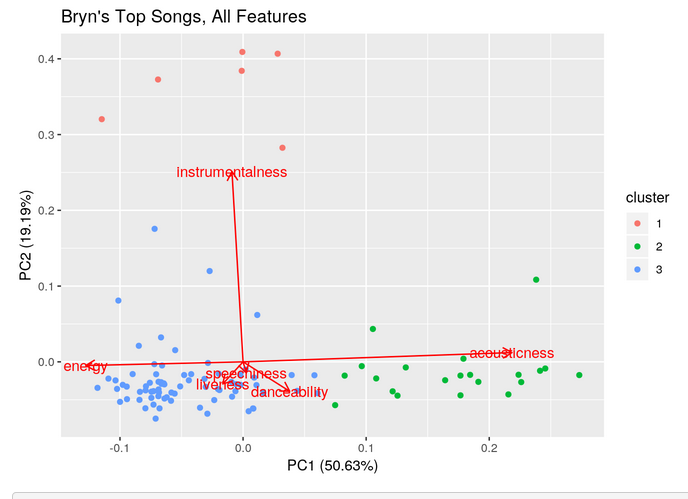 Bryn's Top Songs, All Features
0.4
0.3
0.2
0.1
0.0
PC2 (19.19%)
instrumentalness
energy
acousticness
speechness
liveness
danceability
-0.1
0.0
0.1
0.2
PC1 (50.63%)
cluster
1
2
3